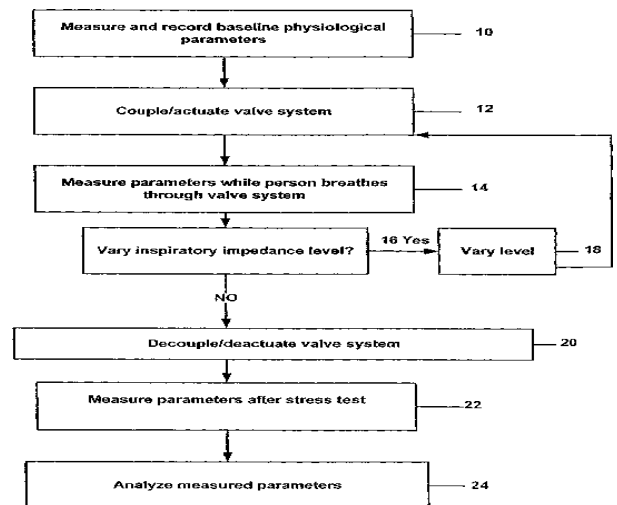 Measure and record baseline physiological
parameters
10
Couple/actuate valve system
12
Measure parameters while person breathes
through valve system
14
Vary inspiratory impedance level?
16 Yes
Vary level
18
NO
Decouple/deactuate valve system
20
Measure parameters after stress test
22
Analyze measured parameters
24